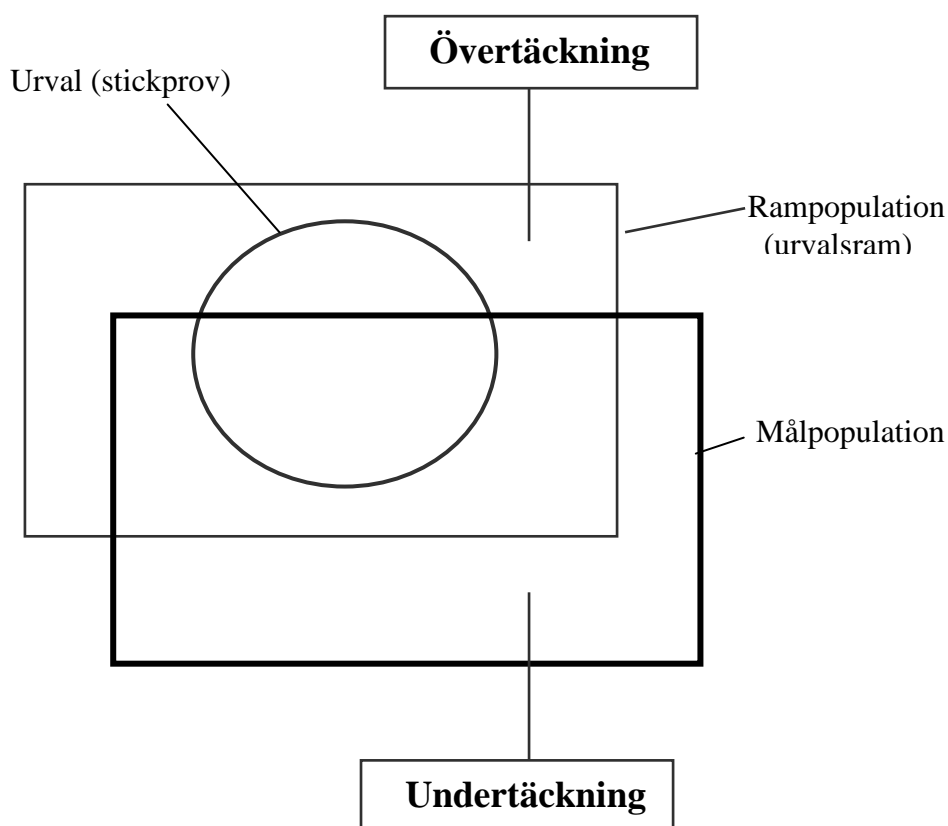 Övertäckning
Urval (stickprov)
Rampopulation
(urvalsram)
Målpopulation
Undertäckning